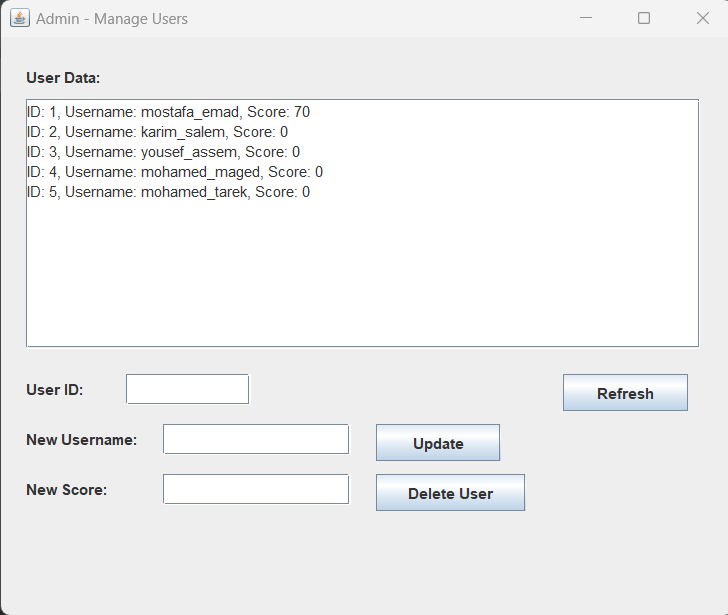 Admin - Manage Users
User Data:
ID: 1, Username: mostafa_emad, Score: 70
ID: 2, Username: karim_salem, Score: 0
ID: 3, Username: yousef_assem, Score: 0
ID: 4, Username: mohamed_maged, Score: 0
ID: 5, Username: mohamed_tarek, Score: 0
User ID:
Refresh
New Username:
Update
New Score:
Delete User